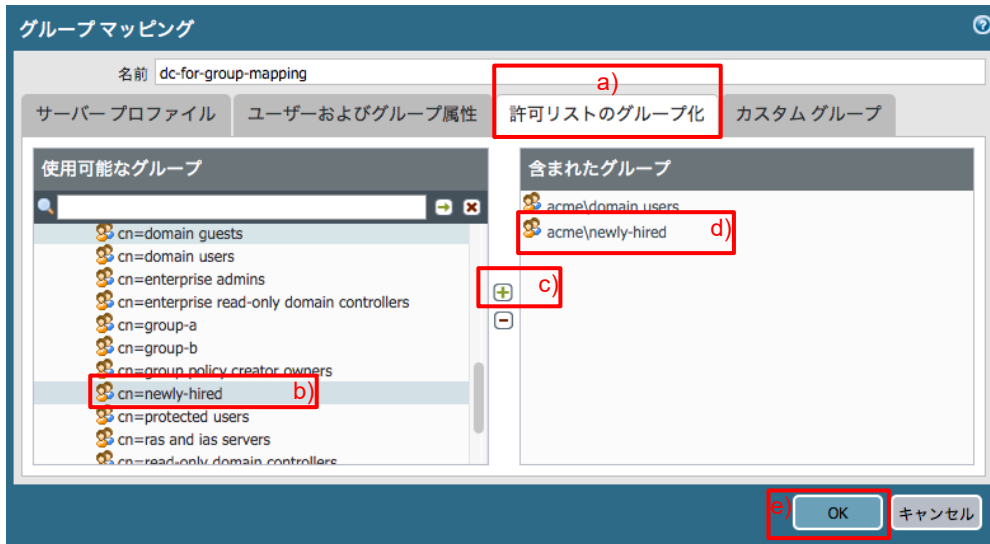 グループ マッピング
名前 dc-for-group-mapping
a)
サーバー プロファイル ユーザーおよびグループ属性 許可リストのグループ化 カスタム グループ
使用可能なグループ
cn=domain guests
cn=domain users
cn=enterprise admins
cn=enterprise read-only domain controllers
cn=group-a
cn=group-b
cn=group policy creator owners
cn=newly-hired b)
cn=protected users
cn=ras and ias servers
cn=read-only domain controllers
c)
含まれたグループ
acme\domain users
acme\newly-hired d)
e) OK キャンセル